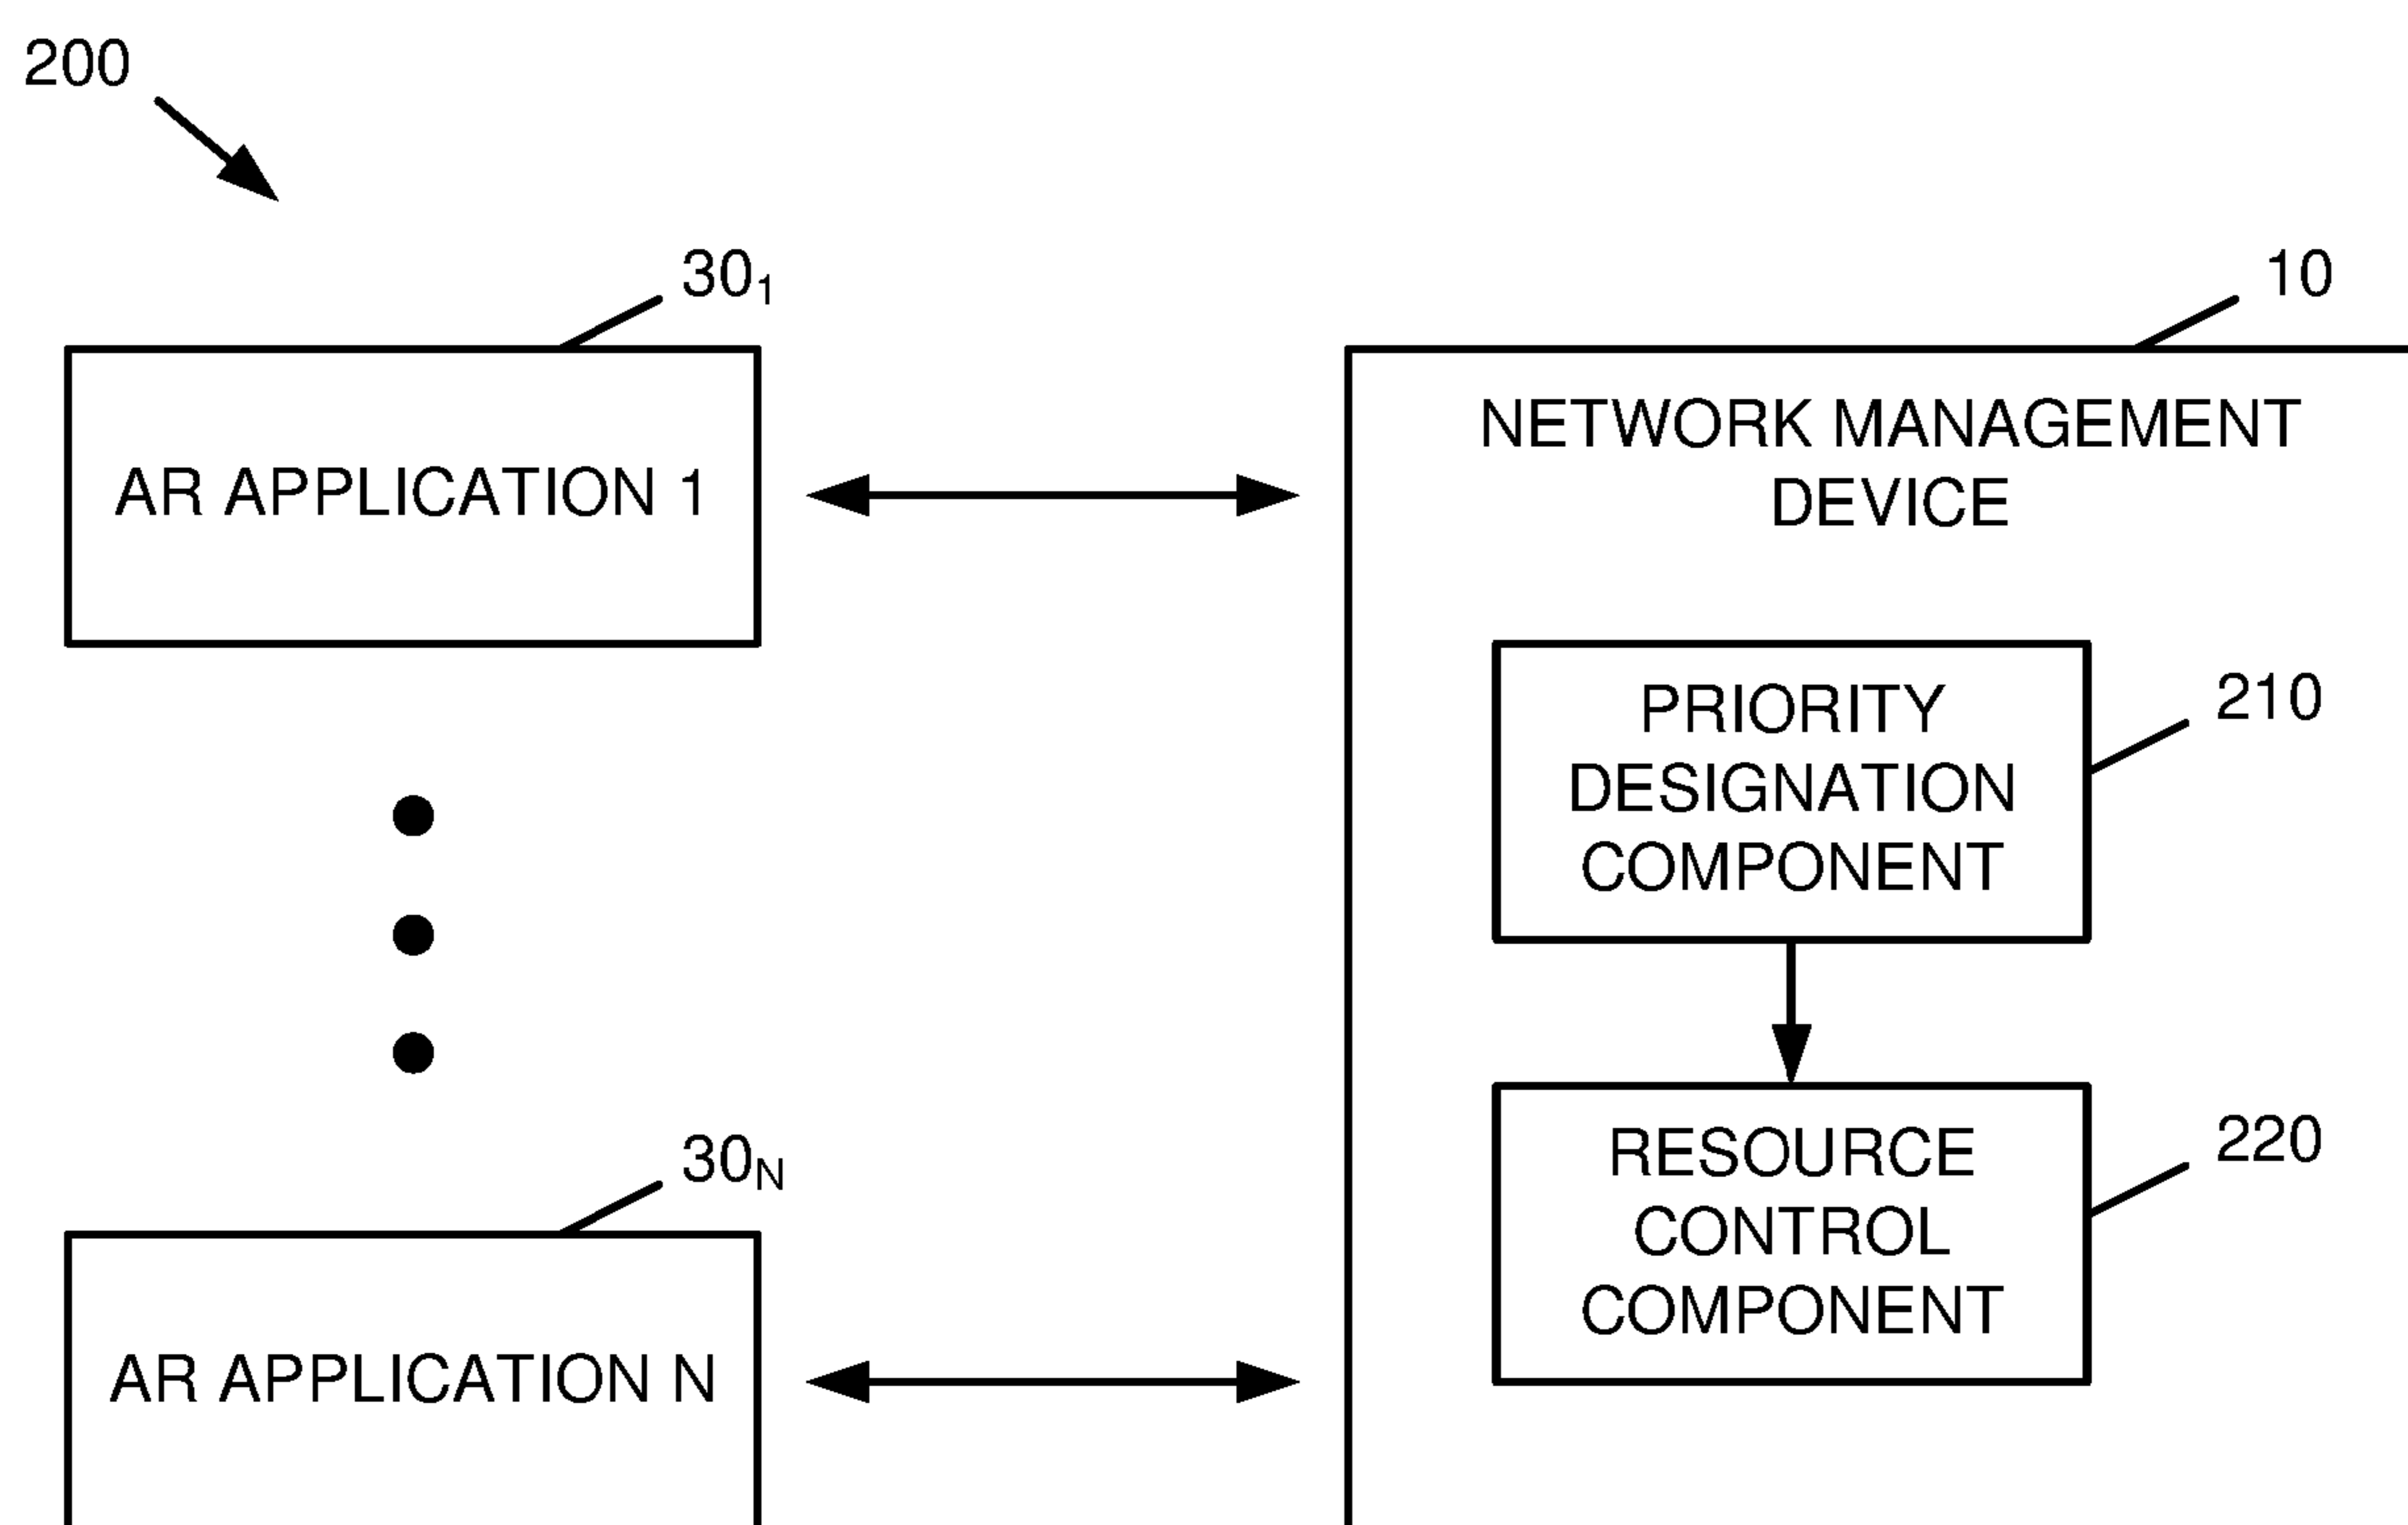 200
30₁
10
AR APPLICATION 1
NETWORK MANAGEMENT
DEVICE
PRIORITY
DESIGNATION
COMPONENT
210
30ₙ
RESOURCE
CONTROL
COMPONENT
220
AR APPLICATION N